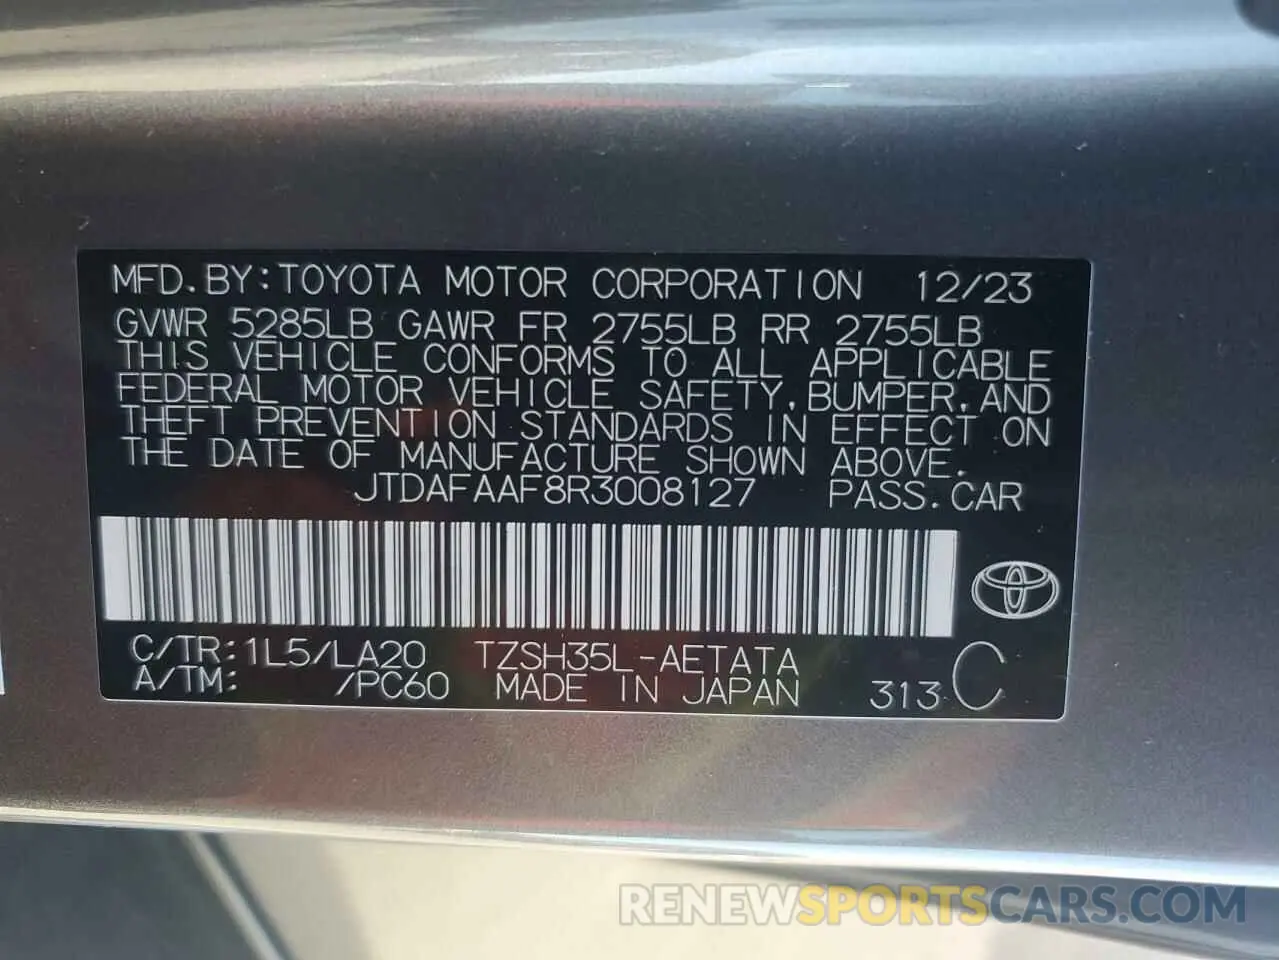 MFD.BY:TOYOTA MOTOR CORPORATION 12/23
GVWR 5285LB GAWR FR 2755LB RR 2755LB
THIS VEHICLE CONFORMS TO ALL APPLICABLE
FEDERAL MOTOR VEHICLE SAFETY,BUMPER,AND
THEFT PREVENTION STANDARDS IN EFFECT ON
THE DATE OF MANUFACTURE SHOWN ABOVE.
JTDAFAAF8R3008127 PASS.CAR
C/TR:1L5/LA20 TZSH35L-AETATA
A/TM: /PC60 MADE IN JAPAN 313 C
RENEWSPORTSCARS.COM